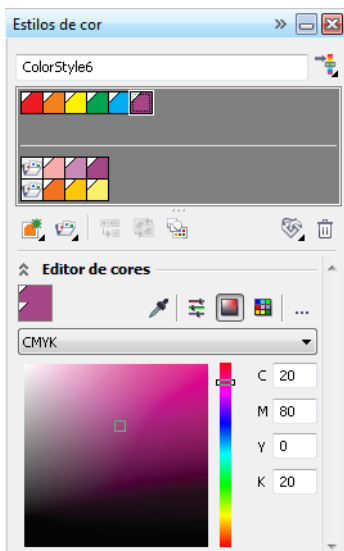 Estilos de cor
ColorStyle6
Editor de cores
CMYK
C 20
M 80
Y 0
K 20